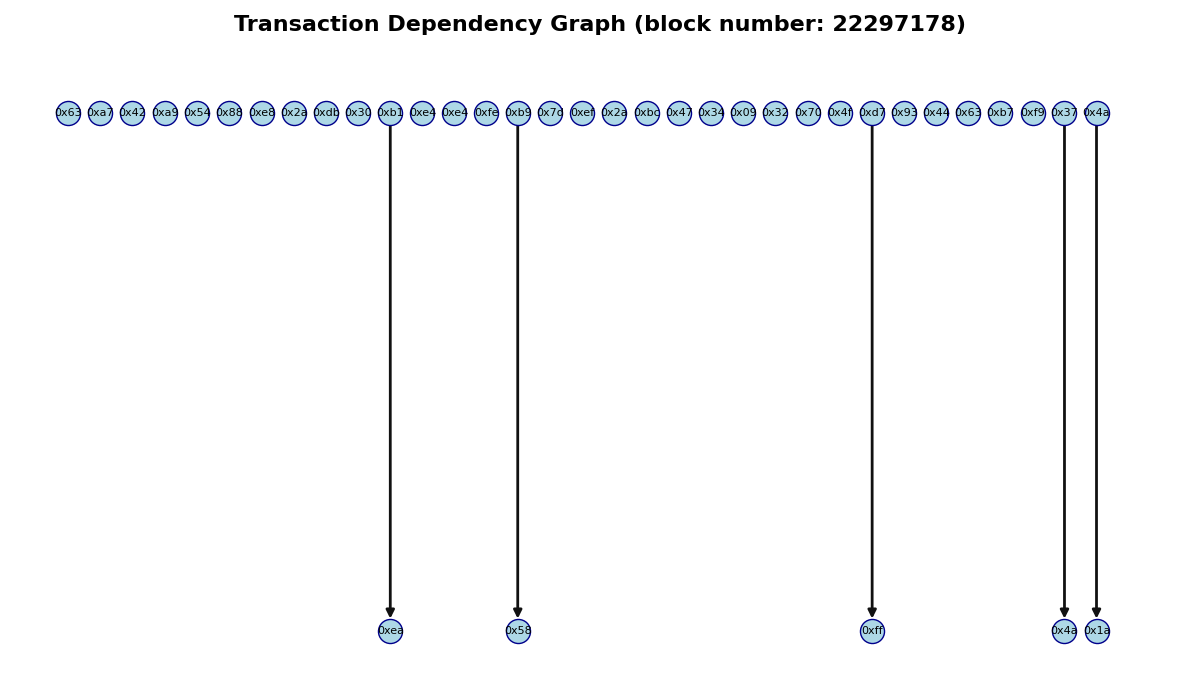 Transaction Dependency Graph (block number: 22297178)
0x63 0xa7 0x42 0xa9 0x54 0x88 0xe8 0x2a 0xdb 0x30 0xb1 0xe4 0xe4 0xfe 0xb9 0x7d 0xef 0x2a 0xbd 0x47 0x34 0x09 0x32 0x70 0x4f 0xd7 0x93 0x44 0x63 0xb7 0xf9 0x37 0x4a
0xea 0x58 0xff 0x4a 0x1a